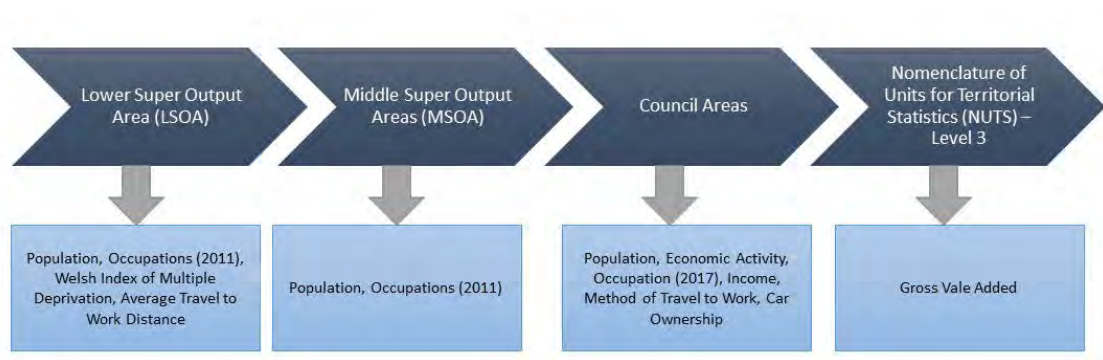 Lower Super Output
Area (LSOA)
Middle Super Output
Areas (MSOA)
Council Areas
Nomenclature of
Units for Territorial
Statistics (NUTS) –
Level 3
Population, Occupations (2011),
Welsh Index of Multiple
Deprivation, Average Travel to
Work Distance
Population, Occupations (2011)
Population, Economic Activity,
Occupation (2017), Income,
Method of Travel to Work, Car
Ownership
Gross Vale Added